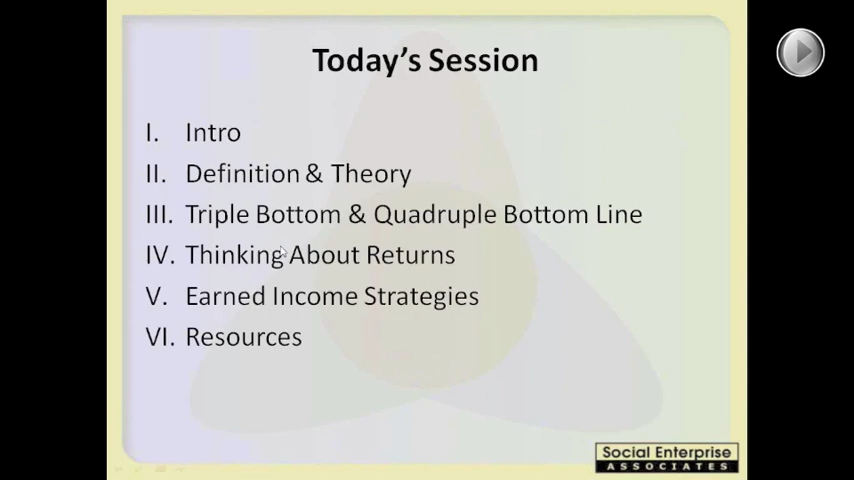 Today's Session
I. Intro
II. Definition & Theory
III. Triple Bottom & Quadruple Bottom Line
IV. Thinking About Returns
V. Earned Income Strategies
VI. Resources
Social Enterprise
ASSOCIATES